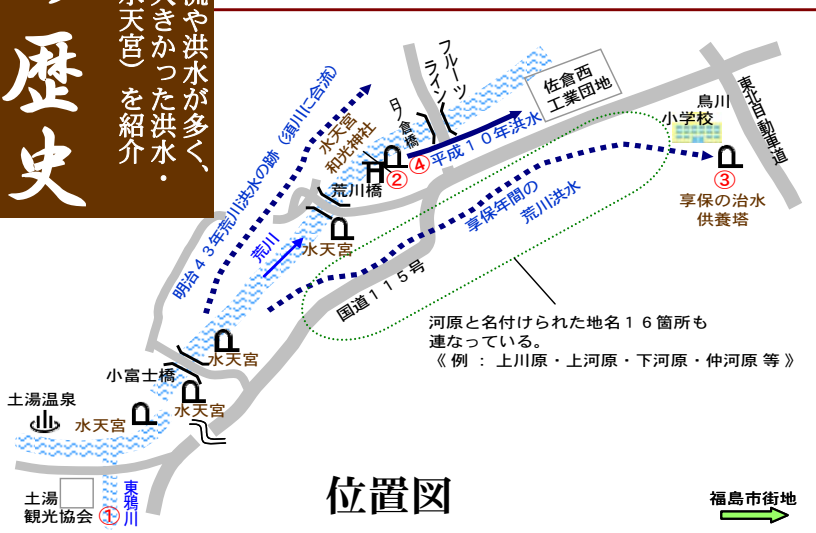 流や洪水が多く、
大きかった洪水・
水天宮）を紹介
歴史
フルーツ
ライン
日ノ倉橋
佐倉西
工業団地
鳥川
小学校
東北自動車道
水天宮
和光神社
②
④
平成１０年洪水
③
享保の治水
供養塔
荒川橋
明治４３年荒川洪水の跡（須川に合流）
享保年間の
荒川洪水
荒川
水天宮
国道１１５号
河原と名付けられた地名１６箇所も
連なっている。
《 例 ： 上川原・上河原・下河原・仲河原 等 》
水天宮
小富士橋
水天宮
土湯温泉
水天宮
東鴉川
土湯
観光協会
①
位置図
福島市街地